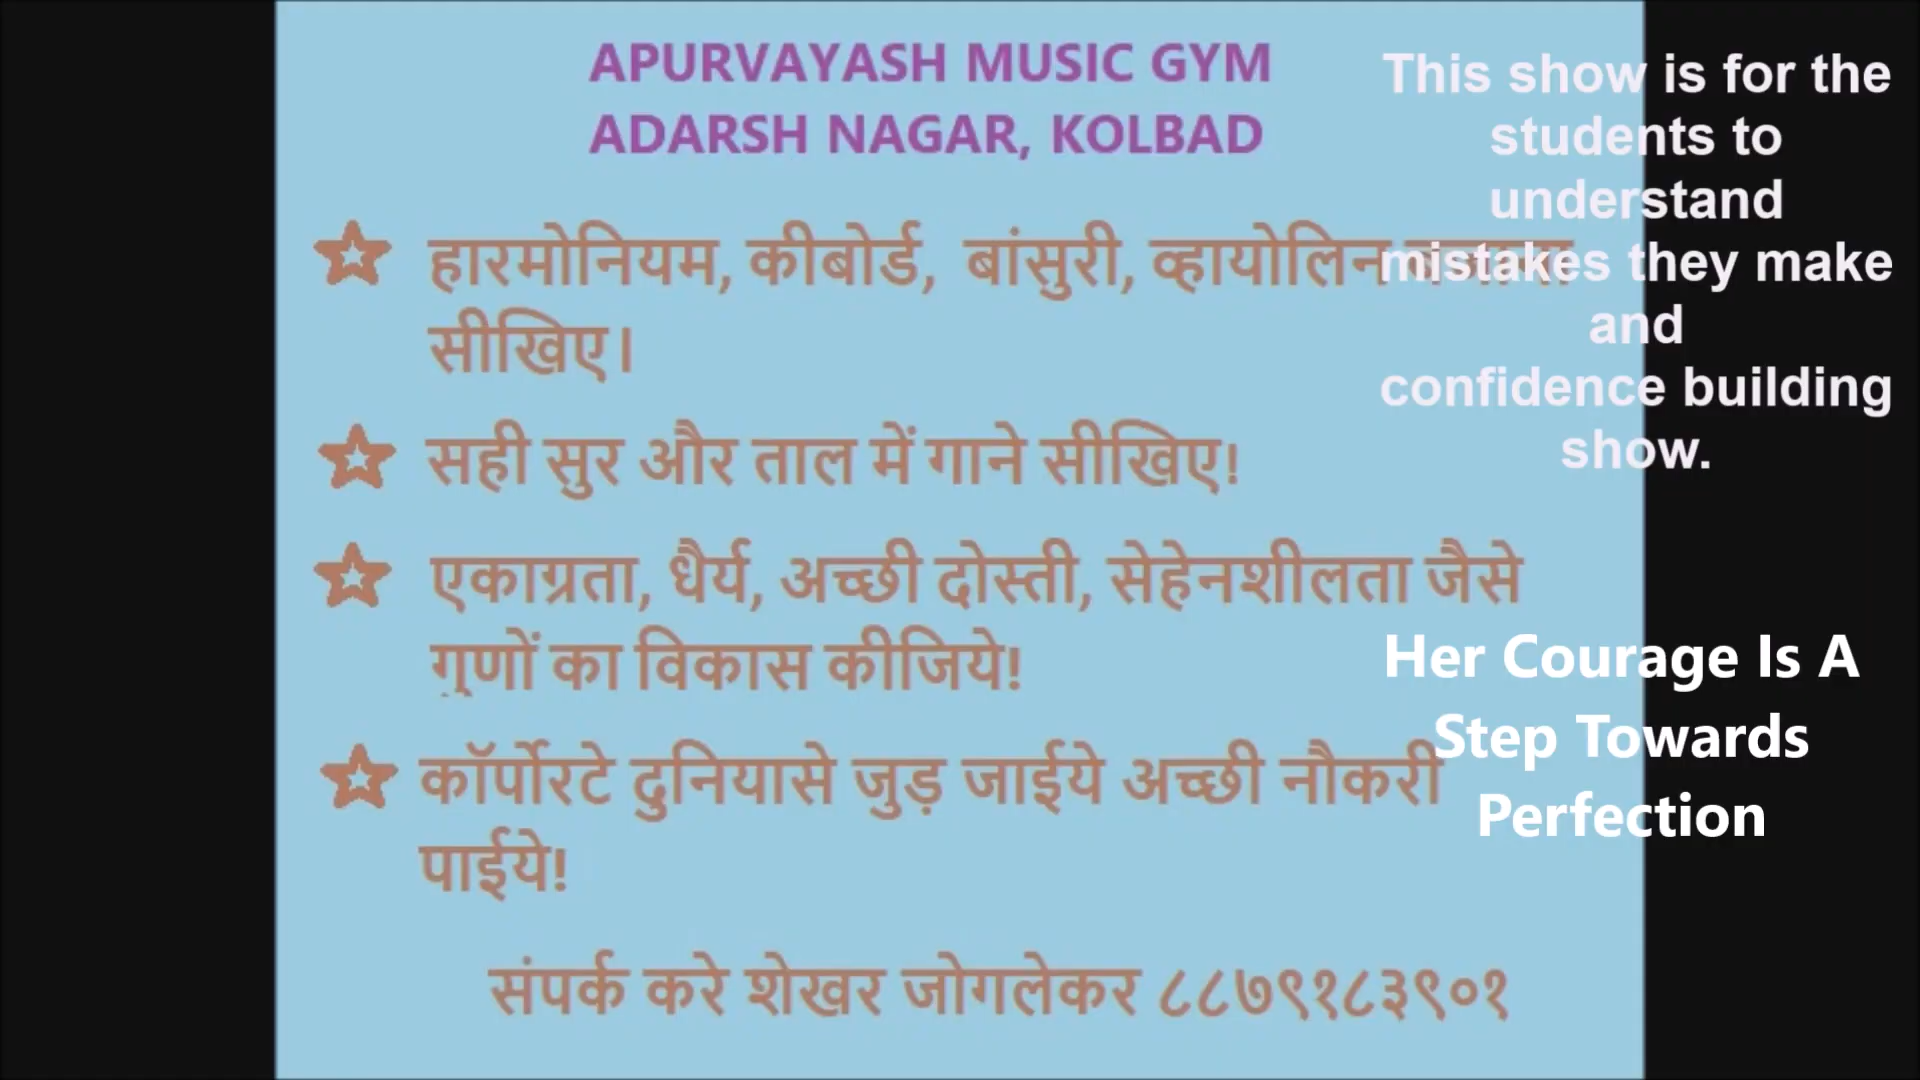 APURVAYASH MUSIC GYM
ADARSH NAGAR, KOLBAD
हारमोनियम, कीबोर्ड, बांसुरी, व्हायोलिन
सीखिए।
सही सुर और ताल में गाने सीखिए!
एकाग्रता, धैर्य, अच्छी दोस्ती, सेहेनशीलता जैसे
गुणों का विकास कीजिये!
कॉर्पोरटे दुनियासे जुड़ जाईये अच्छी नौकरी
पाईये!
संपर्क करे शेखर जोगलेकर ८८७९१८३९०१
This show is for the
students to
understand
mistakes they make
and
confidence building
show.
Her Courage Is A
Step Towards
Perfection